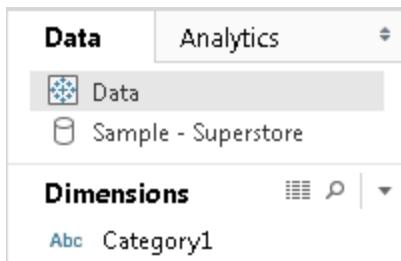 Data Analytics
Data
Sample - Superstore
Dimensions
Abc Category1